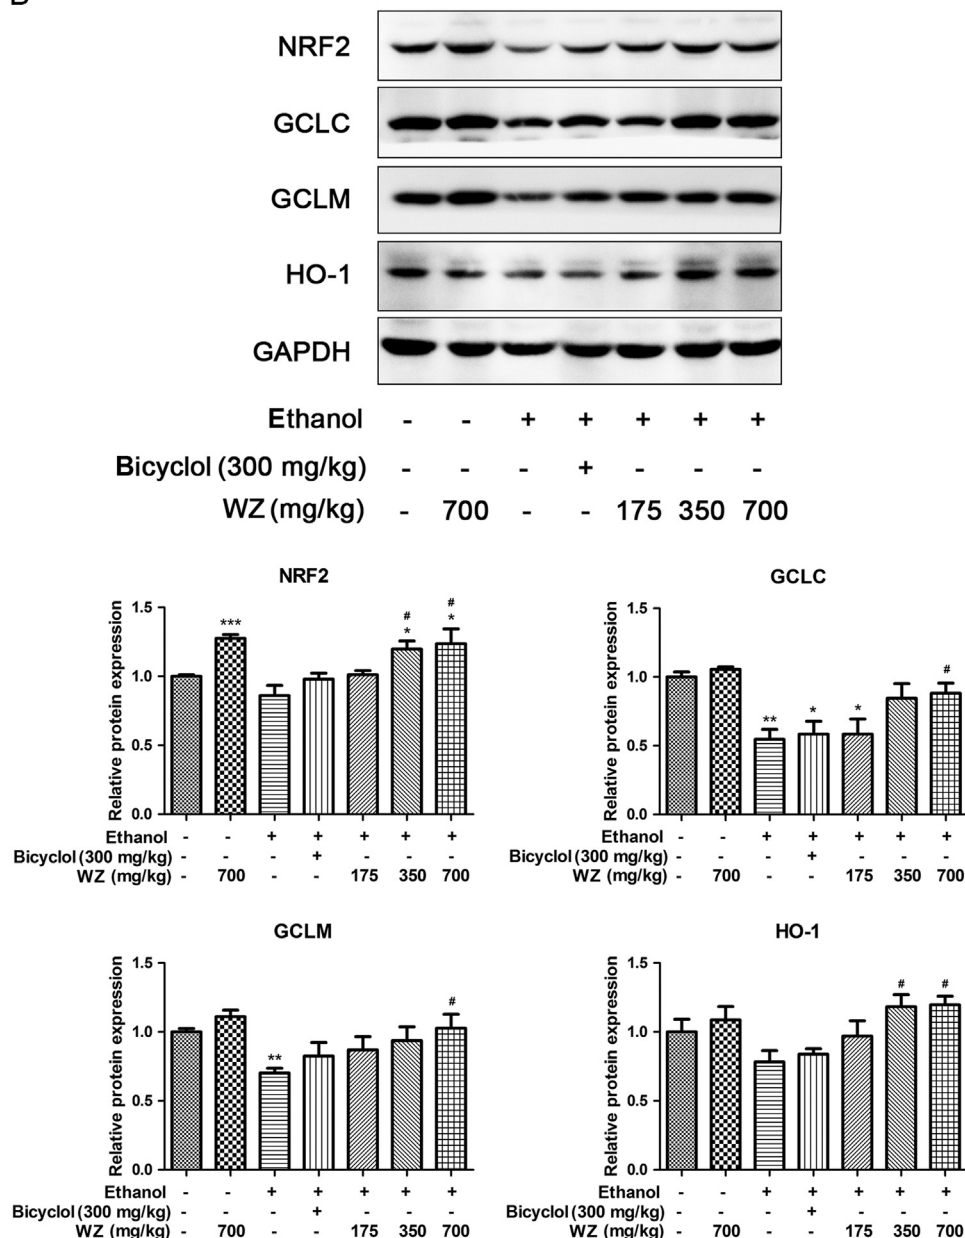 B
NRF2
GCLC
GCLM
HO-1
GAPDH
Ethanol - - + + + + +
Bicyclol (300 mg/kg) - - - + - - -
WZ (mg/kg) - 700 - - 175 350 700
NRF2
Relative protein expression
1.5
1.0
0.5
0.0
***
#
*
#
*
Ethanol - - + + + + +
Bicyclol (300 mg/kg) - - - + - - -
WZ (mg/kg) - 700 - - 175 350 700
GCLC
Relative protein expression
1.5
1.0
0.5
0.0
**
*
*
#
Ethanol - - + + + + +
Bicyclol (300 mg/kg) - - - + - - -
WZ (mg/kg) - 700 - - 175 350 700
GCLM
Relative protein expression
1.5
1.0
0.5
0.0
**
#
Ethanol - - + + + + +
Bicyclol (300 mg/kg) - - - + - - -
WZ (mg/kg) - 700 - - 175 350 700
HO-1
Relative protein expression
1.5
1.0
0.5
0.0
#
#
Ethanol - - + + + + +
Bicyclol (300 mg/kg) - - - + - - -
WZ (mg/kg) - 700 - - 175 350 700